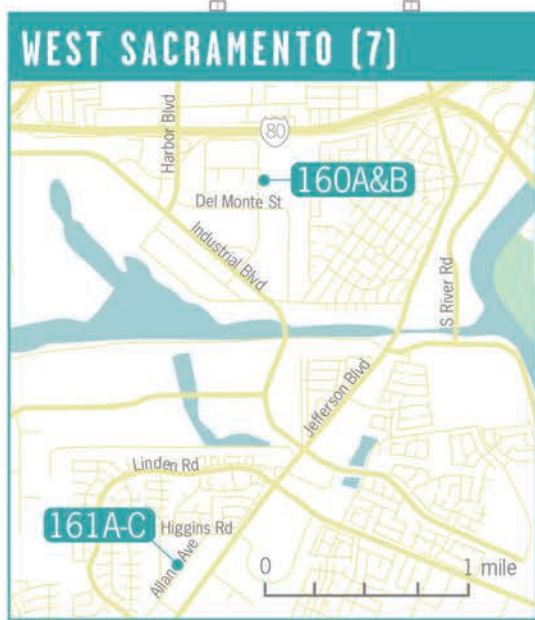 WEST SACRAMENTO (7)
Harbor Blvd
80
160A&B
Del Monte St
Industrial Blvd
S River Rd
Jefferson Blvd
Linden Rd
161A-C
Higgins Rd
Allan Ave
0 1 mile